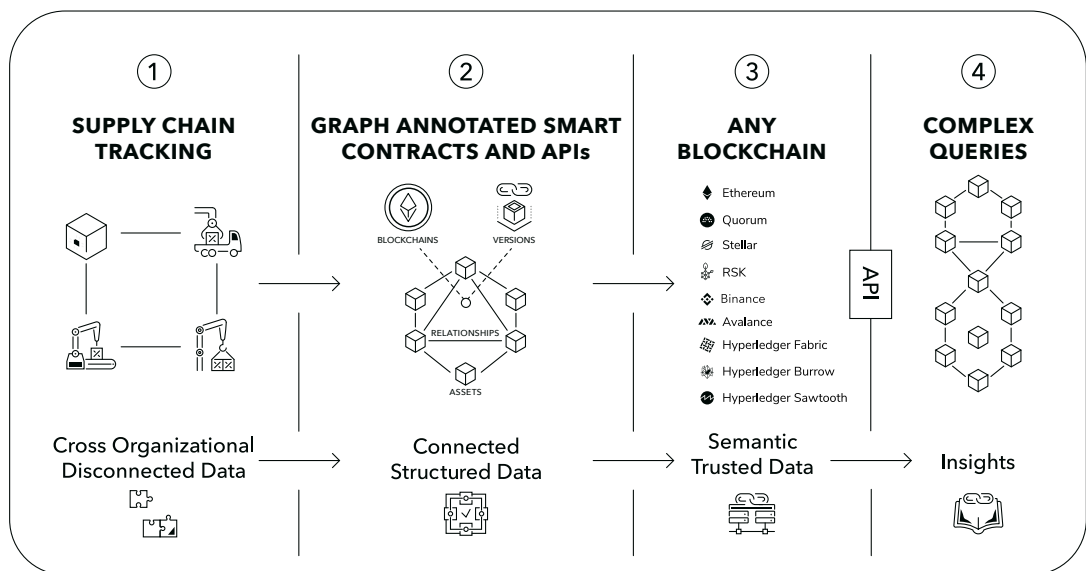 1
SUPPLY CHAIN
TRACKING
Cross Organizational
Disconnected Data
2
GRAPH ANNOTATED SMART
CONTRACTS AND APIs
BLOCKCHAINS
VERSIONS
RELATIONSHIPS
ASSETS
Connected
Structured Data
3
ANY
BLOCKCHAIN
Ethereum
Quorum
Stellar
RSK
Binance
Avalance
Hyperledger Fabric
Hyperledger Burrow
Hyperledger Sawtooth
Semantic
Trusted Data
API
4
COMPLEX
QUERIES
Insights